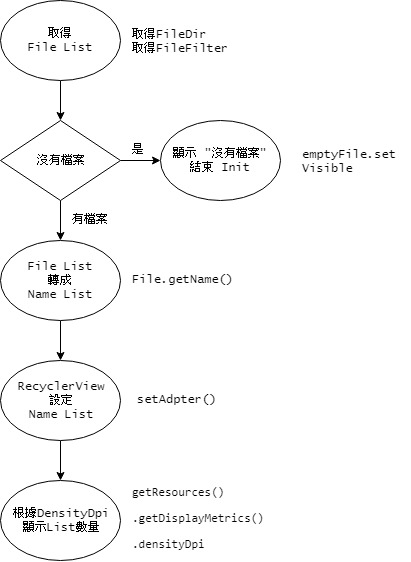 取得
File List
取得FileDir
取得FileFilter
沒有檔案
是
顯示 "沒有檔案"
結束 Init
emptyFile.set
Visible
有檔案
File List
轉成
Name List
File.getName()
RecyclerView
設定
Name List
setAdpter()
根據DensityDpi
顯示List數量
getResources()
.getDisplayMetrics()
.densityDpi